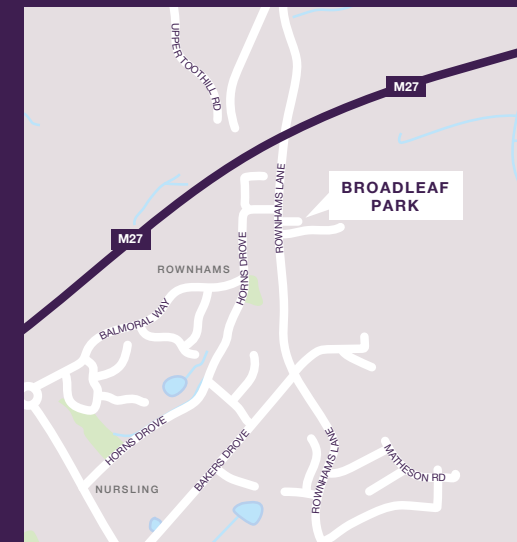 UPPER TOOTHILL RD
M27
ROWNHAMS LANE
BROADLEAF
PARK
M27
HORNS DROVE
ROWNHAMS
BALMORAL WAY
HORNS DROVE
BAKERS DROVE
ROWNHAMS LANE
MATHESON RD
NURSLING